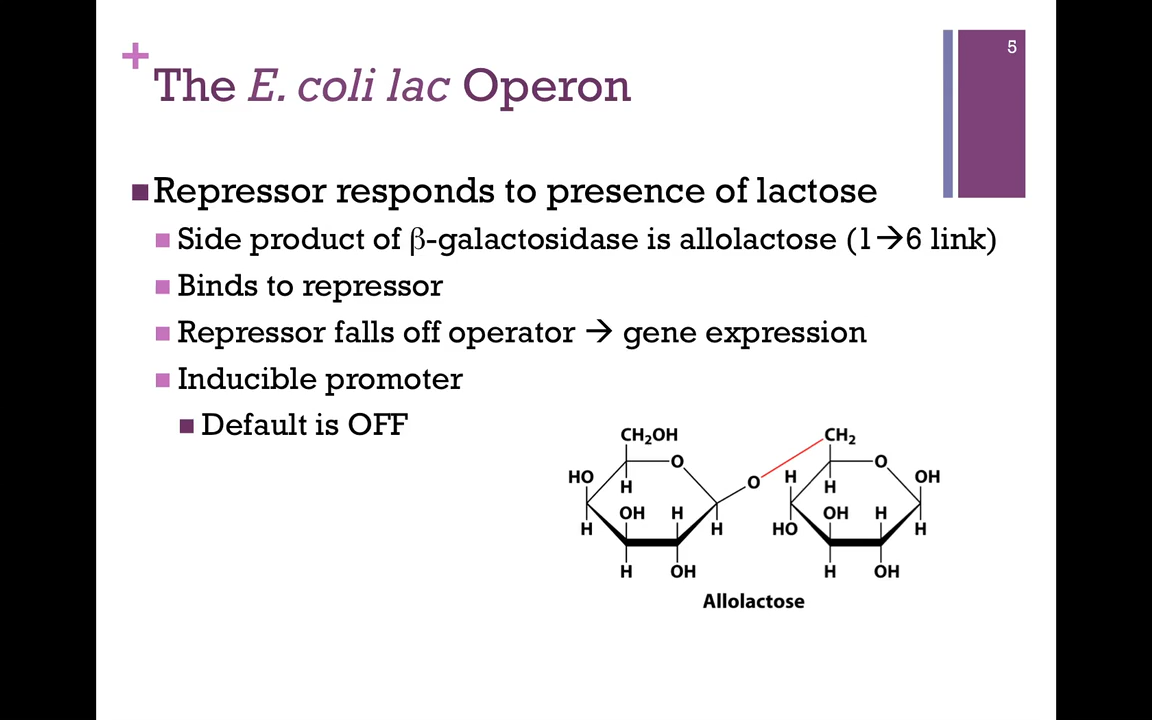 5
+
The E. coli lac Operon
Repressor responds to presence of lactose
Side product of β-galactosidase is allolactose (1→6 link)
Binds to repressor
Repressor falls off operator → gene expression
Inducible promoter
Default is OFF
CH₂OH CH₂
HO O O H O OH
H H
OH H OH H
H H HO H
H OH H OH
Allolactose